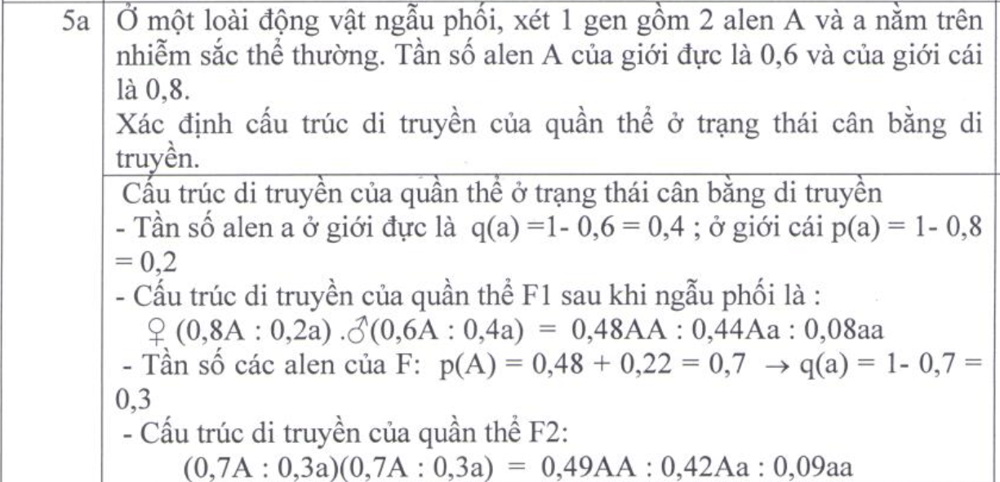 5a Ở một loài động vật ngẫu phối, xét 1 gen gồm 2 alen A và a nằm trên
nhiễm sắc thể thường. Tần số alen A của giới đực là 0,6 và của giới cái
là 0,8.
Xác định cấu trúc di truyền của quần thể ở trạng thái cân bằng di
truyền.
Cấu trúc di truyền của quần thể ở trạng thái cân bằng di truyền
- Tần số alen a ở giới đực là q(a) =1- 0,6 = 0,4 ; ở giới cái p(a) = 1- 0,8
= 0,2
- Cấu trúc di truyền của quần thể F1 sau khi ngẫu phối là :
♀ (0,8A : 0,2a) .♂(0,6A : 0,4a) = 0,48AA : 0,44Aa : 0,08aa
- Tần số các alen của F: p(A) = 0,48 + 0,22 = 0,7 → q(a) = 1- 0,7 =
0,3
- Cấu trúc di truyền của quần thể F2:
(0,7A : 0,3a)(0,7A : 0,3a) = 0,49AA : 0,42Aa : 0,09aa